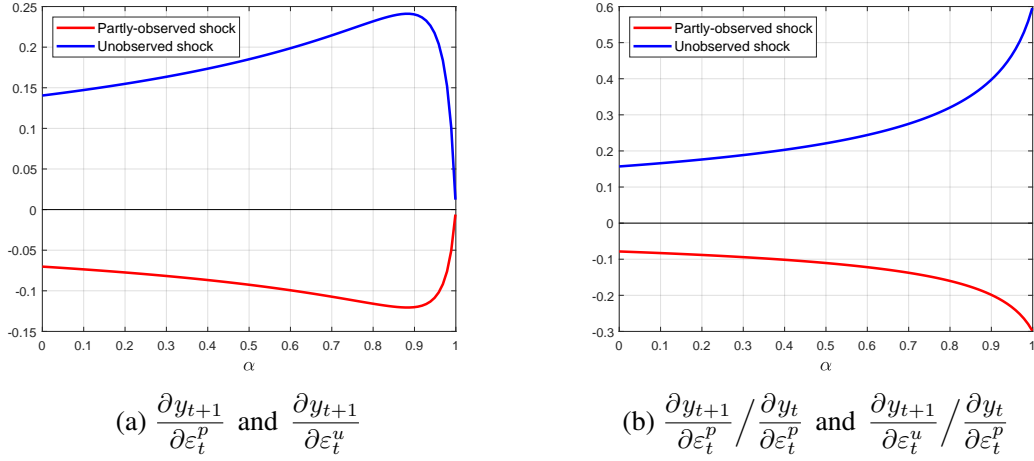 0.25
0.2
0.15
0.1
0.05
0
-0.05
-0.1
-0.15
Partly-observed shock
Unobserved shock
0 0.1 0.2 0.3 0.4 0.5 0.6 0.7 0.8 0.9 1
α
(a) ∂y_{t+1}/∂ε_t^p and ∂y_{t+1}/∂ε_t^u
0.6
0.5
0.4
0.3
0.2
0.1
0
-0.1
-0.2
-0.3
Partly-observed shock
Unobserved shock
0 0.1 0.2 0.3 0.4 0.5 0.6 0.7 0.8 0.9 1
α
(b) ∂y_{t+1}/∂ε_t^p / ∂y_t/∂ε_t^p and ∂y_{t+1}/∂ε_t^u / ∂y_t/∂ε_t^p